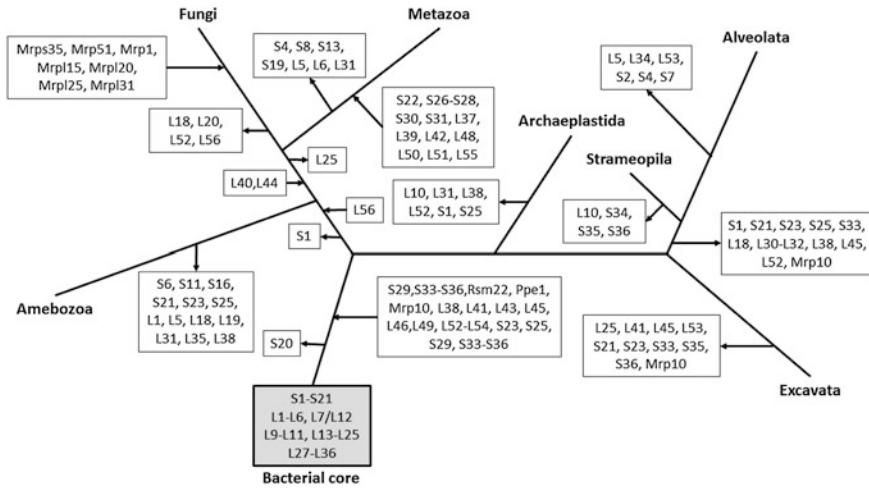 Fungi
Metazoa
Alveolata
Mrps35, Mrp51, Mrp1,
Mrpl15, Mrpl20,
Mrpl25, Mrpl31
S4, S8, S13,
S19, L5, L6, L31
L5, L34, L53,
S2, S4, S7
L18, L20,
L52, L56
S22, S26-S28,
S30, S31, L37,
L39, L42, L48,
L50, L51, L55
Archaeplastida
Strameopila
L25
L40,L44
L56
S1
L10, L31, L38,
L52, S1, S25
L10, S34,
S35, S36
S1, S21, S23, S25, S33,
L18, L30-L32, L38, L45,
L52, Mrp10
Amebozoa
S6, S11, S16,
S21, S23, S25,
L1, L5, L18, L19,
L31, L35, L38
S29,S33-S36,Rsm22, Ppe1,
Mrp10, L38, L41, L43, L45,
L46,L49, L52-L54, S23, S25,
S29, S33-S36
S20
L25, L41, L45, L53,
S21, S23, S33, S35,
S36, Mrp10
Excavata
S1-S21
L1-L6, L7/L12
L9-L11, L13-L25
L27-L36
Bacterial core